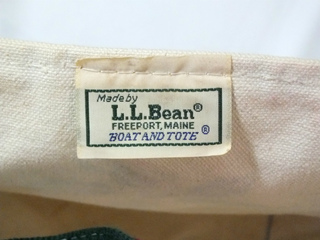 Made by
L.L.Bean®
FREEPORT, MAINE
BOAT AND TOTE®